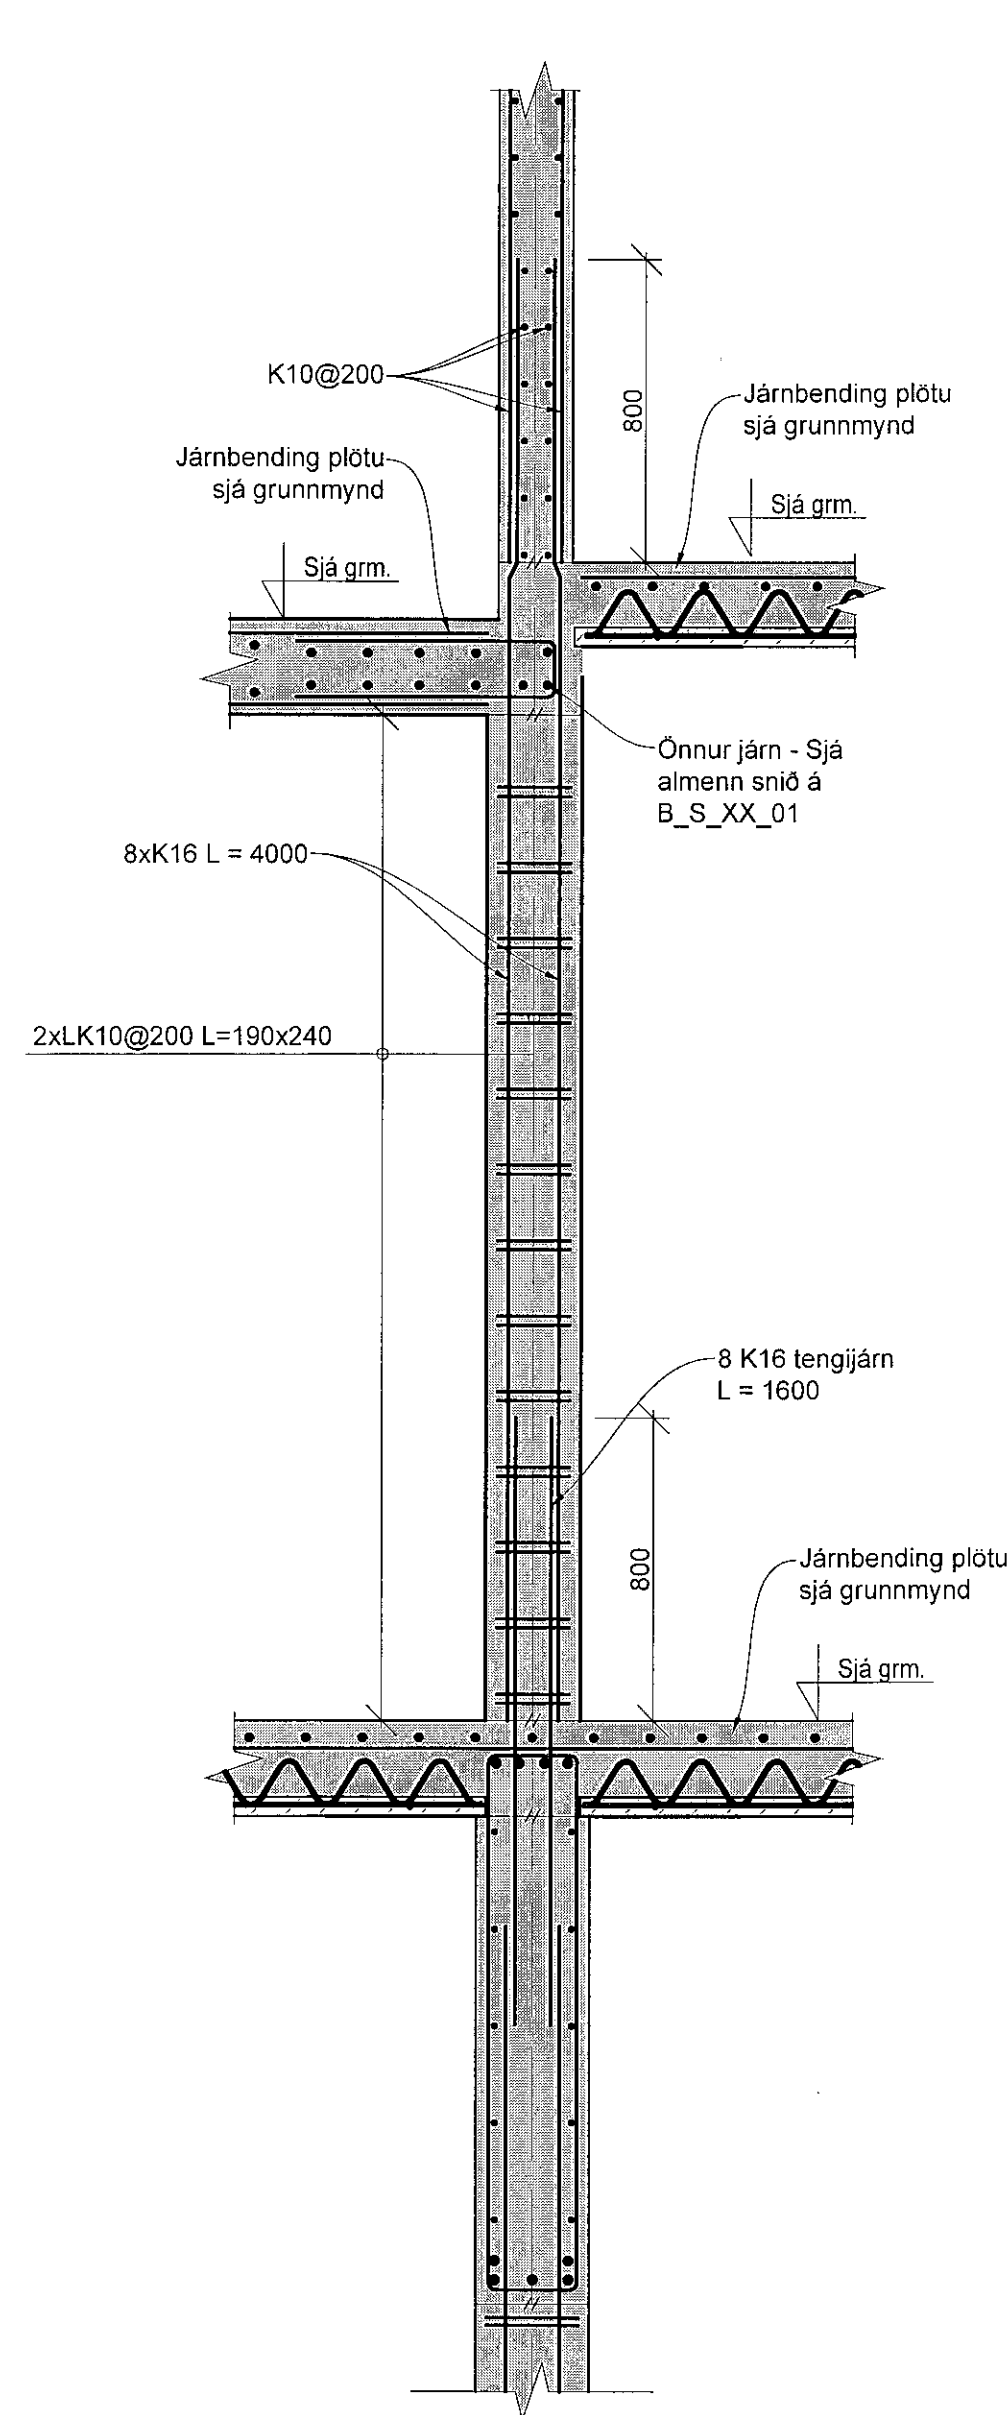 K10@200
800
Járnbending plötu
sjá grunnmynd
Járnbending plötu
sjá grunnmynd
Sjá grm.
Sjá grm.
Önnur járn - Sjá
almenn snið á
B_S_XX_01
8xK16 L = 4000
2xLK10@200 L=190x240
8 K16 tengijárn
L = 1600
800
Járnbending plötu
sjá grunnmynd
Sjá grm.